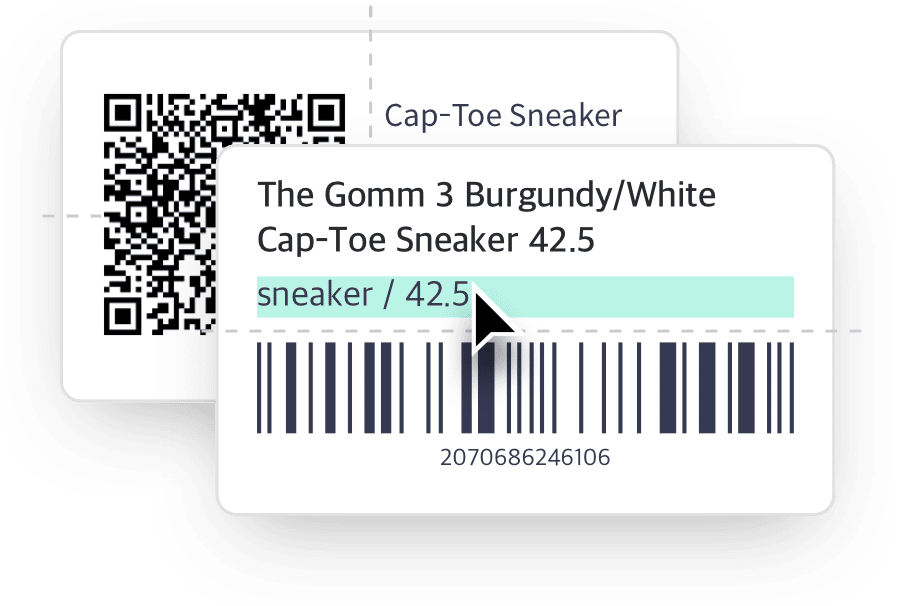 Cap-Toe Sneaker
The Gomm 3 Burgundy/White
Cap-Toe Sneaker 42.5
sneaker / 42.5
2070686246106